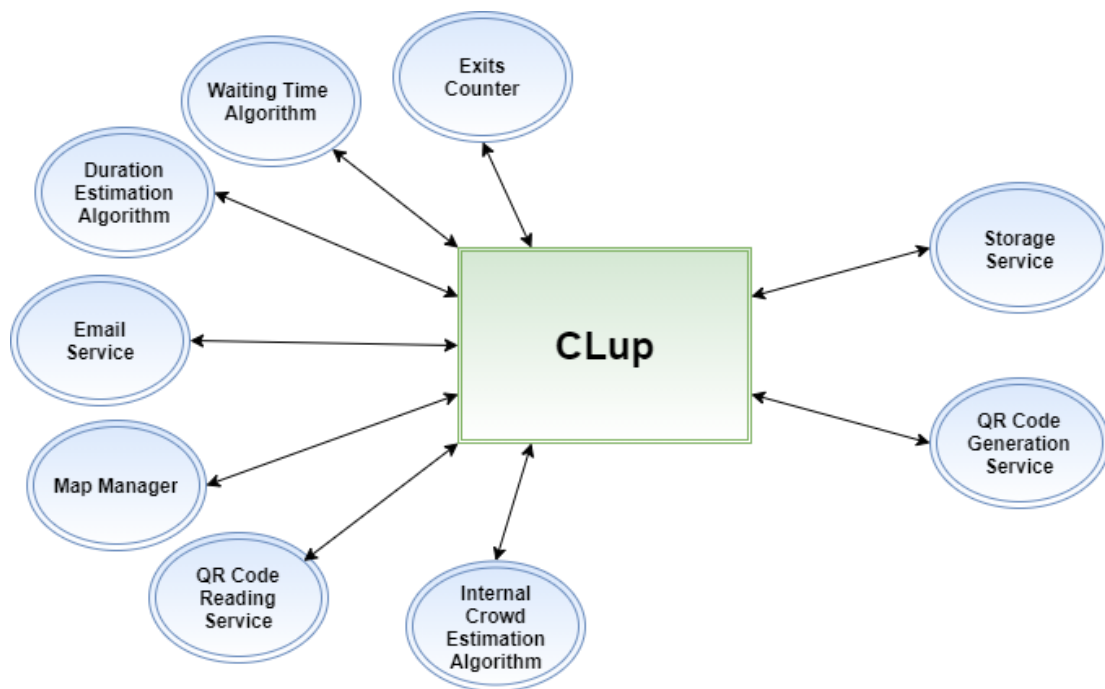 Exits
Counter
Waiting Time
Algorithm
Duration
Estimation
Algorithm
Storage
Service
Email
Service
CLup
QR Code
Generation
Service
Map Manager
QR Code
Reading
Service
Internal
Crowd
Estimation
Algorithm